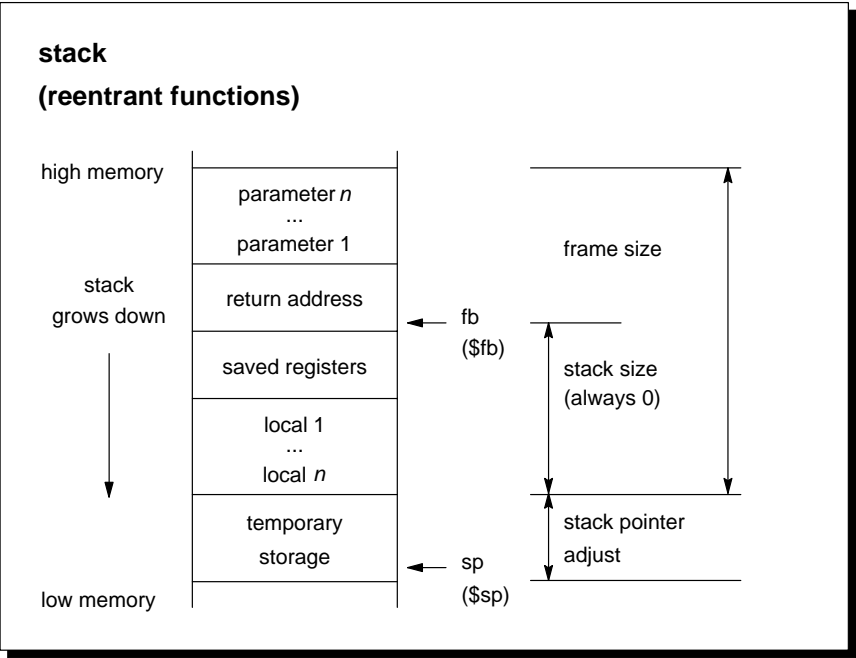 stack
(reentrant functions)
high memory
parameter n
...
parameter 1
frame size
stack
grows down
return address
fb
($fb)
saved registers
stack size
(always 0)
local 1
...
local n
temporary
storage
stack pointer
adjust
sp
($sp)
low memory